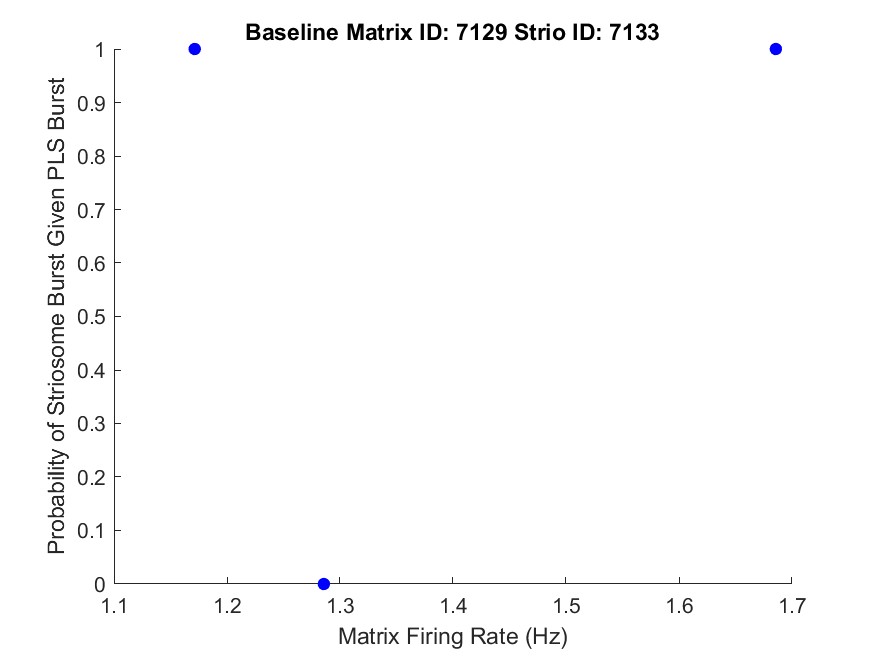 Baseline Matrix ID: 7129 Strio ID: 7133
Probability of Striosome Burst Given PLS Burst
1
0.9
0.8
0.7
0.6
0.5
0.4
0.3
0.2
0.1
0
1.1 1.2 1.3 1.4 1.5 1.6 1.7
Matrix Firing Rate (Hz)